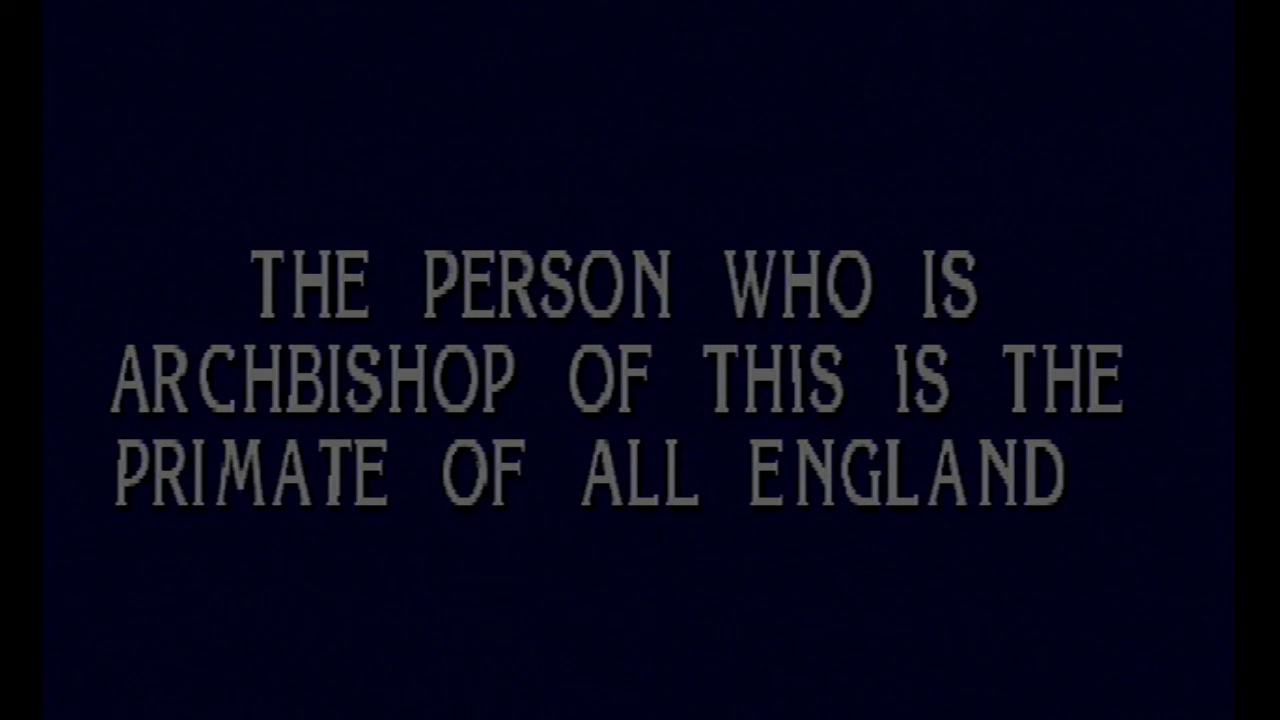 THE PERSON WHO IS
ARCHBISHOP OF THIS IS THE
PRIMATE OF ALL ENGLAND